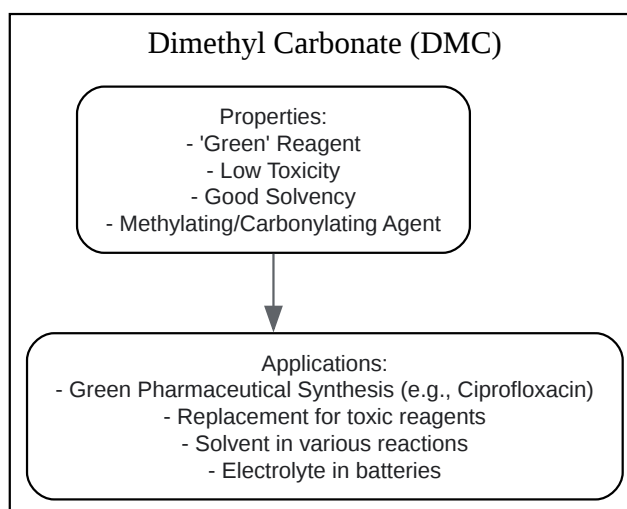 Dimethyl Carbonate (DMC)
Properties:
- 'Green' Reagent
- Low Toxicity
- Good Solvency
- Methylating/Carbonylating Agent
Applications:
- Green Pharmaceutical Synthesis (e.g., Ciprofloxacin)
- Replacement for toxic reagents
- Solvent in various reactions
- Electrolyte in batteries